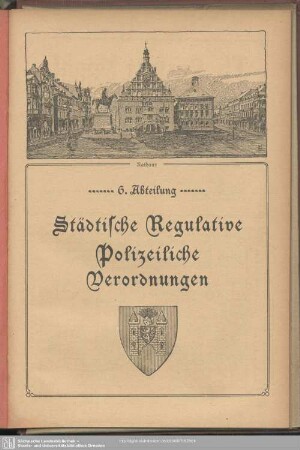 Rathaus
6. Abteilung
Städtische Regulative
Polizeiliche
Verordnungen